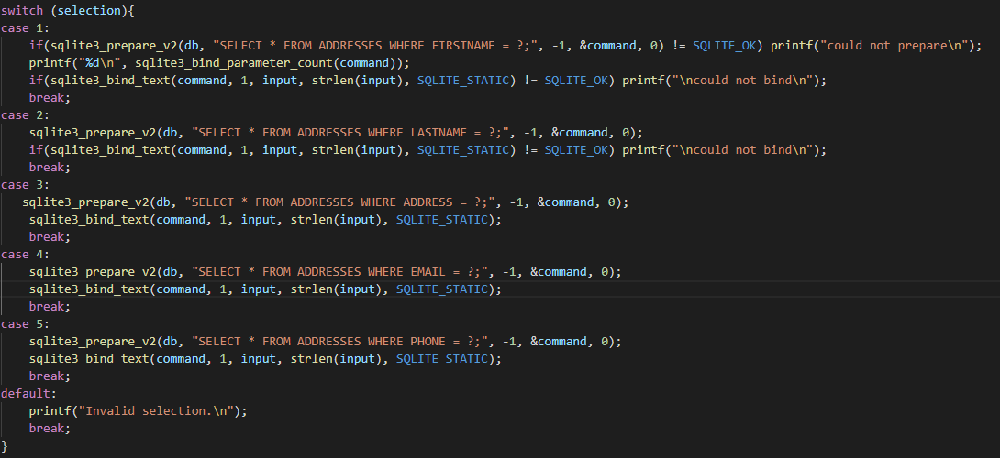 switch (selection){
case 1:
    if(sqlite3_prepare_v2(db, "SELECT * FROM ADDRESSES WHERE FIRSTNAME = ?;", -1, &command, 0) != SQLITE_OK) printf("could not prepare\n");
    printf("%d\n", sqlite3_bind_parameter_count(command));
    if(sqlite3_bind_text(command, 1, input, strlen(input), SQLITE_STATIC) != SQLITE_OK) printf("\ncould not bind\n");
    break;
case 2:
    sqlite3_prepare_v2(db, "SELECT * FROM ADDRESSES WHERE LASTNAME = ?;", -1, &command, 0);
    if(sqlite3_bind_text(command, 1, input, strlen(input), SQLITE_STATIC) != SQLITE_OK) printf("\ncould not bind\n");
    break;
case 3:
   sqlite3_prepare_v2(db, "SELECT * FROM ADDRESSES WHERE ADDRESS = ?;", -1, &command, 0);
    sqlite3_bind_text(command, 1, input, strlen(input), SQLITE_STATIC);
    break;
case 4:
    sqlite3_prepare_v2(db, "SELECT * FROM ADDRESSES WHERE EMAIL = ?;", -1, &command, 0);
    sqlite3_bind_text(command, 1, input, strlen(input), SQLITE_STATIC);
    break;
case 5:
    sqlite3_prepare_v2(db, "SELECT * FROM ADDRESSES WHERE PHONE = ?;", -1, &command, 0);
    sqlite3_bind_text(command, 1, input, strlen(input), SQLITE_STATIC);
    break;
default:
    printf("Invalid selection.\n");
    break;
}